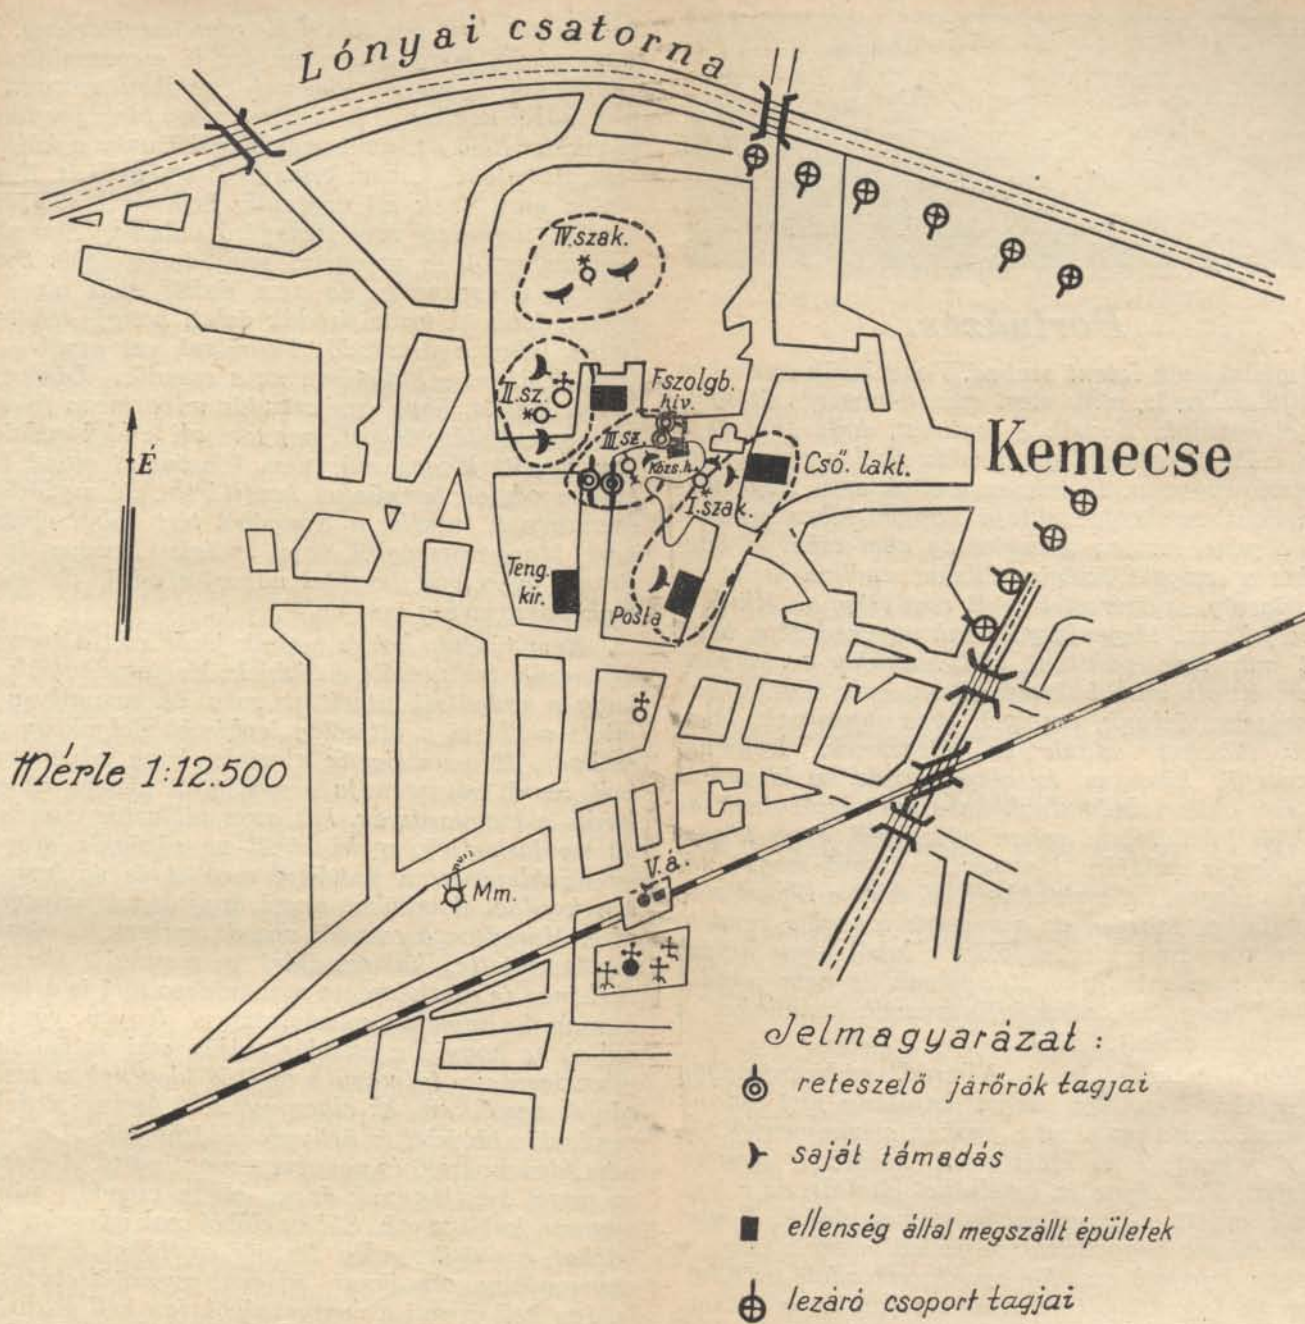 Lónyai csatorna
IV. szak.
II. sz.
Fszolgb.
hiv.
III. sz.
Közs. h.
Cső. lakt.
Kemecse
I. szak.
É
Teng.
kir.
Posta
Mérle 1:12.500
V. á.
Mm.
Jelmagyarázat :
reteszelő járőrök tagjai
saját támadás
ellenség által megszállt épületek
lezáró csoport tagjai